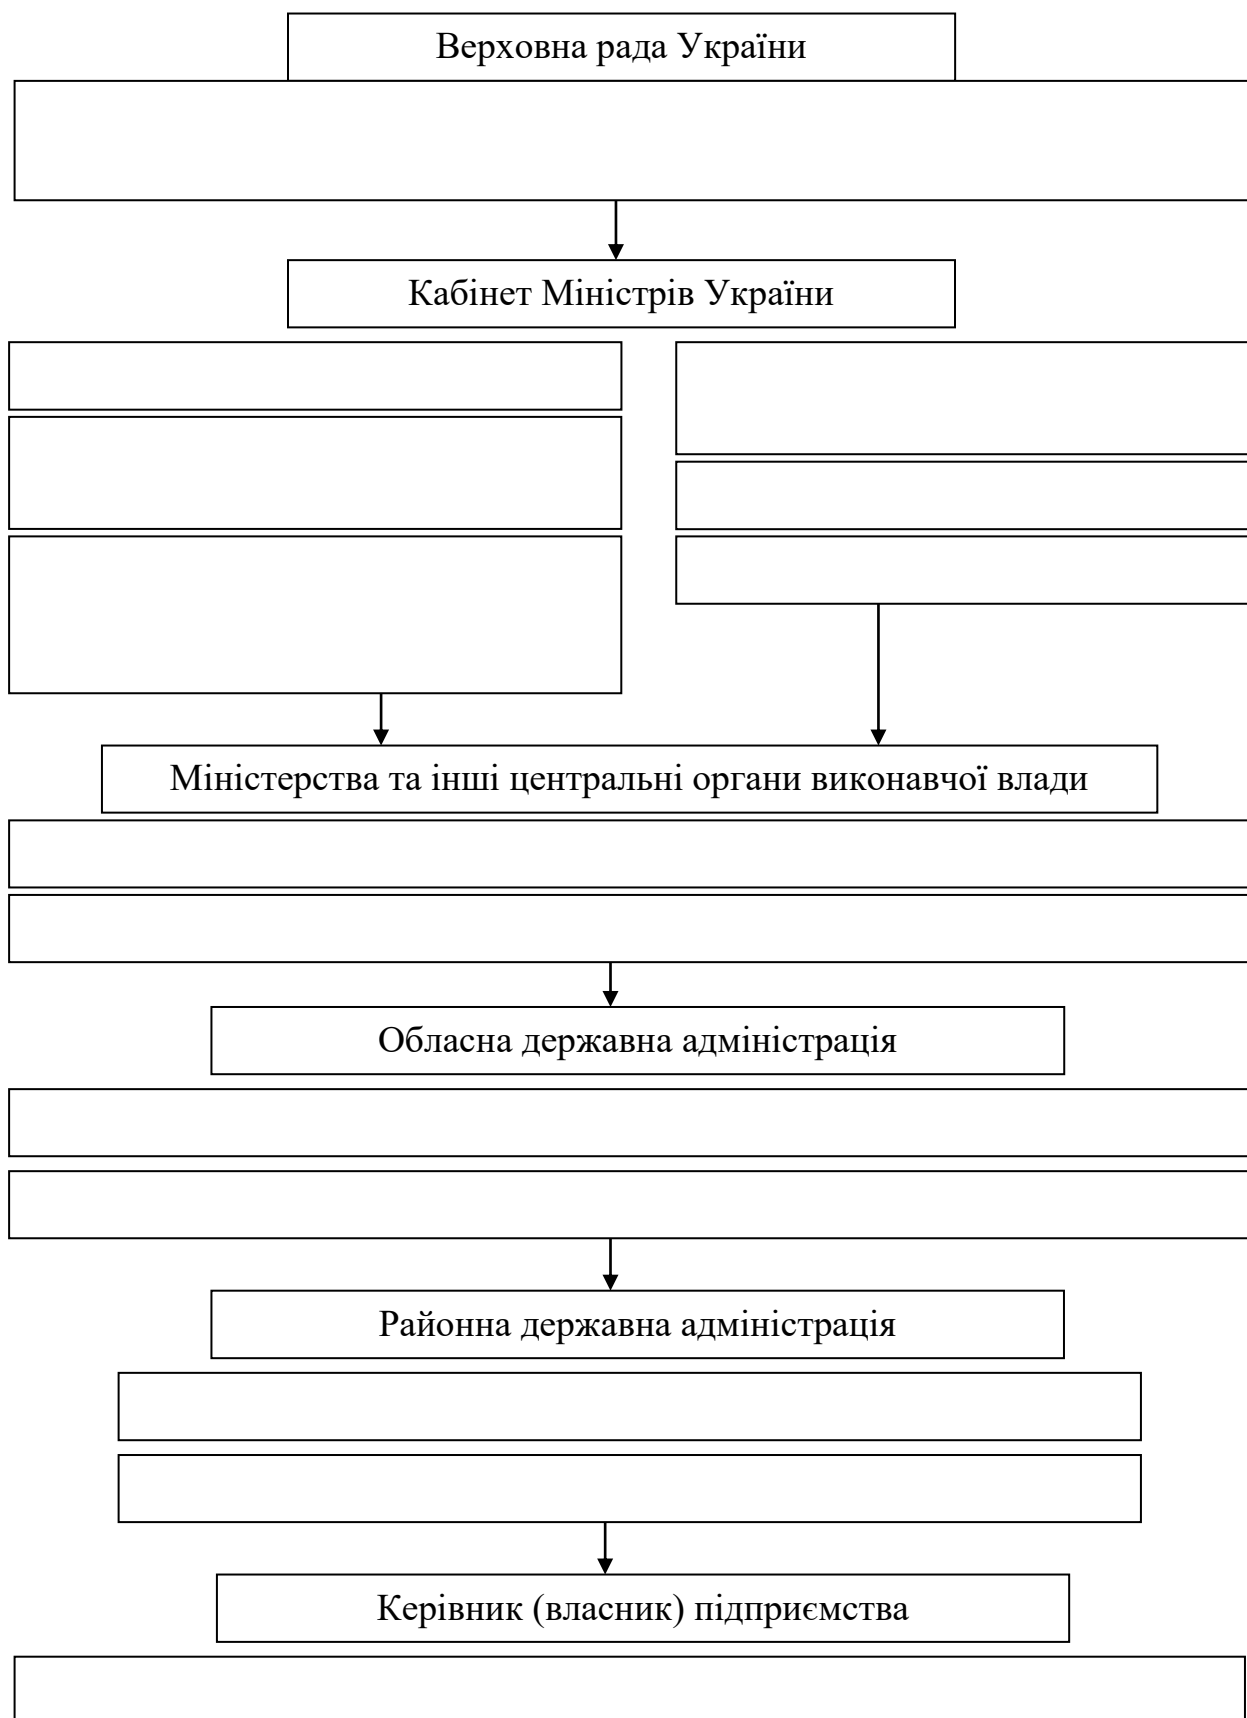 Верховна рада України
Кабінет Міністрів України
Міністерства та інші центральні органи виконавчої влади
Обласна державна адміністрація
Районна державна адміністрація
Керівник (власник) підприємства